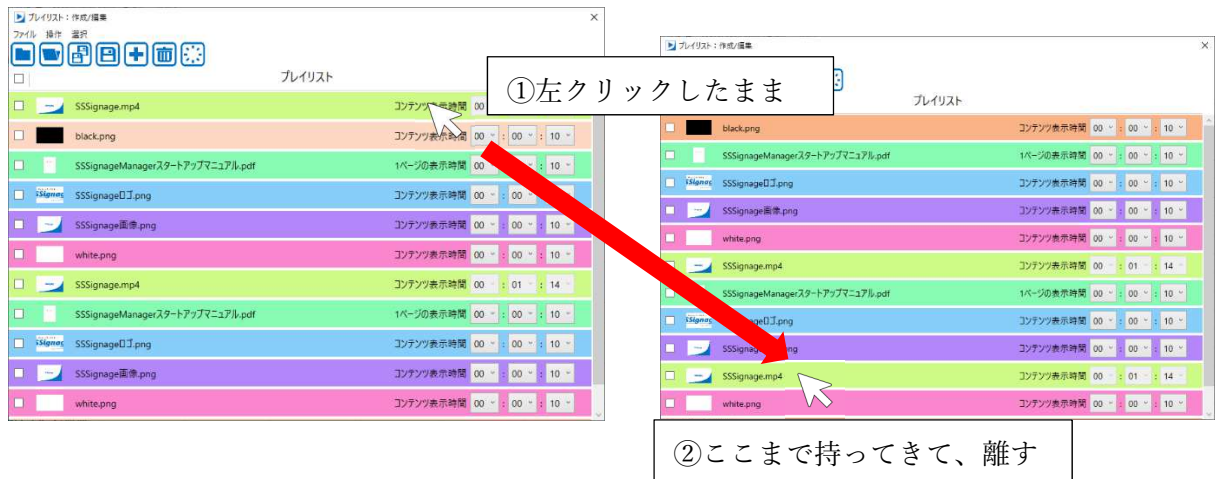 プレイリスト：作成/編集
ファイル 操作 選択
プレイリスト
SSSignage.mp4 コンテンツ表示時間 00
black.png コンテンツ表示時間 00 : 00 : 10
SSSignageManagerスタートアップマニュアル.pdf 1ページの表示時間 00 : 10
SSSignageロゴ.png コンテンツ表示時間 00 : 00 : 10
SSSignage画像.png コンテンツ表示時間 00 : 00 : 10
white.png コンテンツ表示時間 00 : 00 : 10
SSSignage.mp4 コンテンツ表示時間 00 : 01 : 14
SSSignageManagerスタートアップマニュアル.pdf 1ページの表示時間 00 : 00 : 10
SSSignageロゴ.png コンテンツ表示時間 00 : 00 : 10
SSSignage画像.png コンテンツ表示時間 00 : 00 : 10
white.png コンテンツ表示時間 00 : 00 : 10
①左クリックしたまま
プレイリスト：作成/編集
プレイリスト
black.png コンテンツ表示時間 00 : 00 : 10
SSSignageManagerスタートアップマニュアル.pdf 1ページの表示時間 00 : 00 : 10
SSSignageロゴ.png コンテンツ表示時間 00 : 00 : 10
SSSignage画像.png コンテンツ表示時間 00 : 00 : 10
white.png コンテンツ表示時間 00 : 00 : 10
SSSignage.mp4 コンテンツ表示時間 00 : 01 : 14
SSSignageManagerスタートアップマニュアル.pdf 1ページの表示時間 00 : 00 : 10
ageロゴ.png コンテンツ表示時間 00 : 00 : 10
SSSignag ng コンテンツ表示時間 00 : 00 : 10
SSSignage.mp4 コンテンツ表示時間 00 : 01 : 14
white.png コンテンツ表示時間 00 : 00 : 10
②ここまで持ってきて、離す